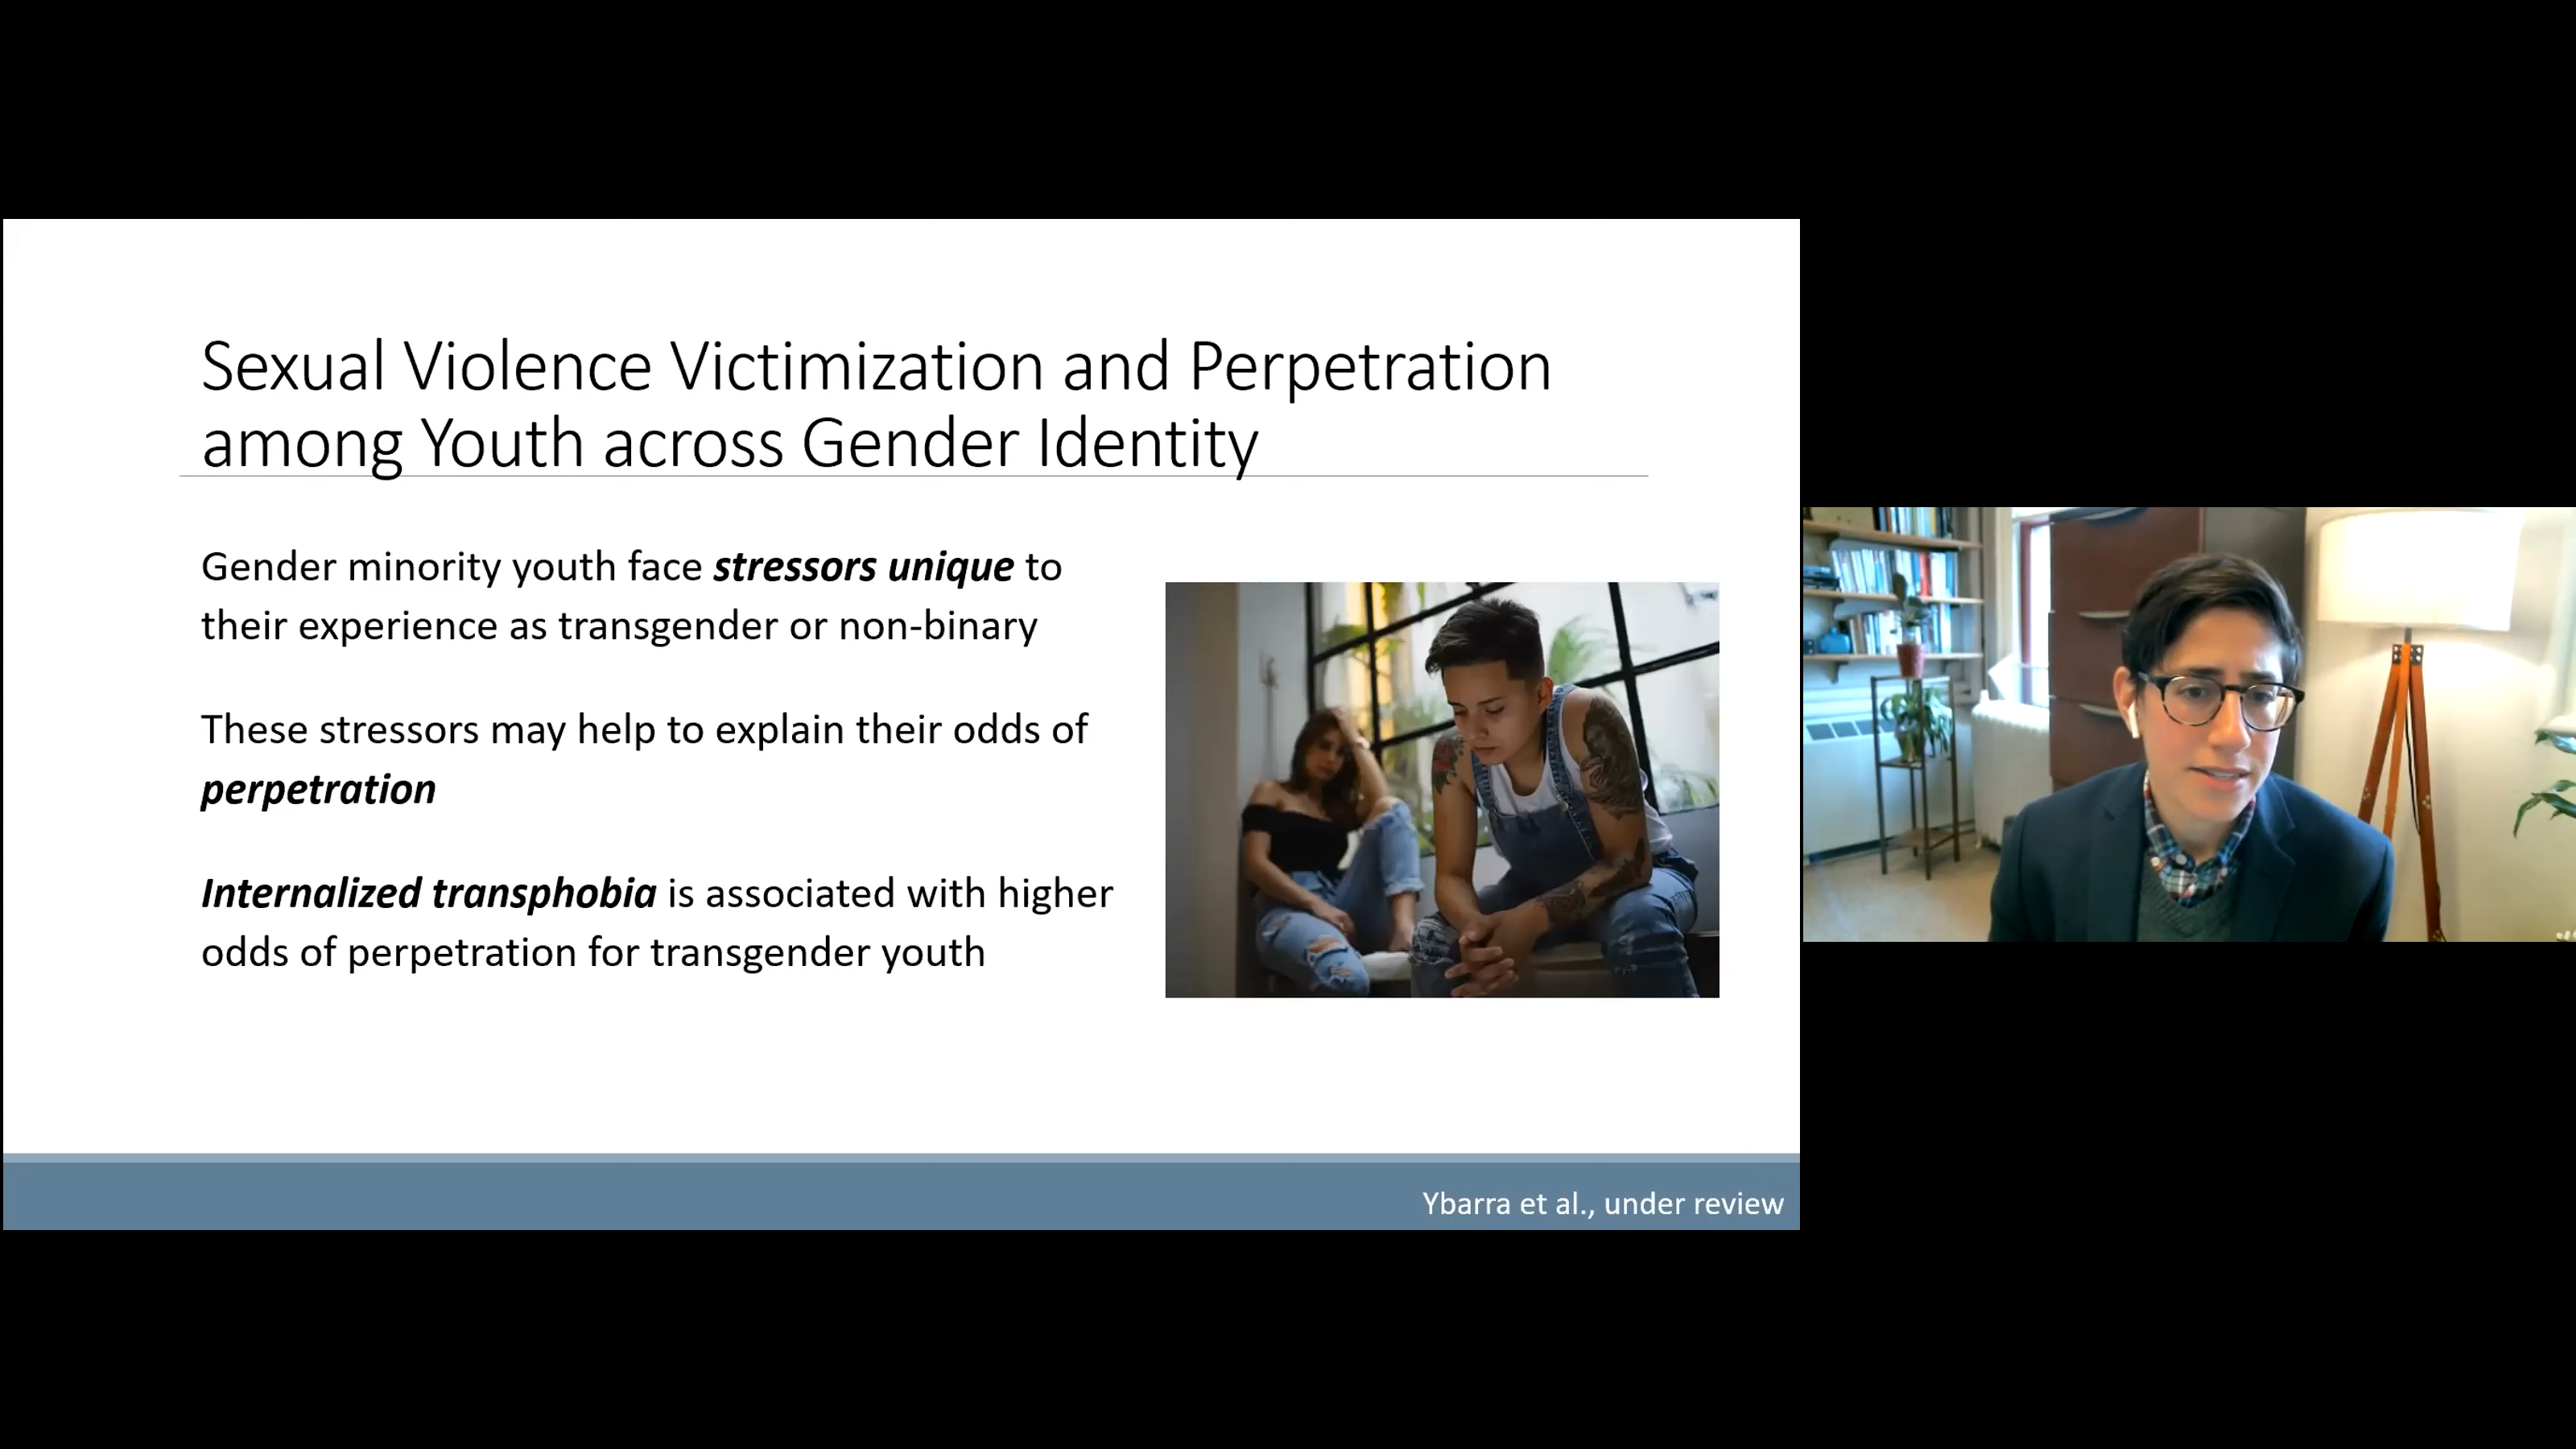 Sexual Violence Victimization and Perpetration
among Youth across Gender Identity
Gender minority youth face stressors unique to
their experience as transgender or non-binary
These stressors may help to explain their odds of
perpetration
Internalized transphobia is associated with higher
odds of perpetration for transgender youth
Ybarra et al., under review